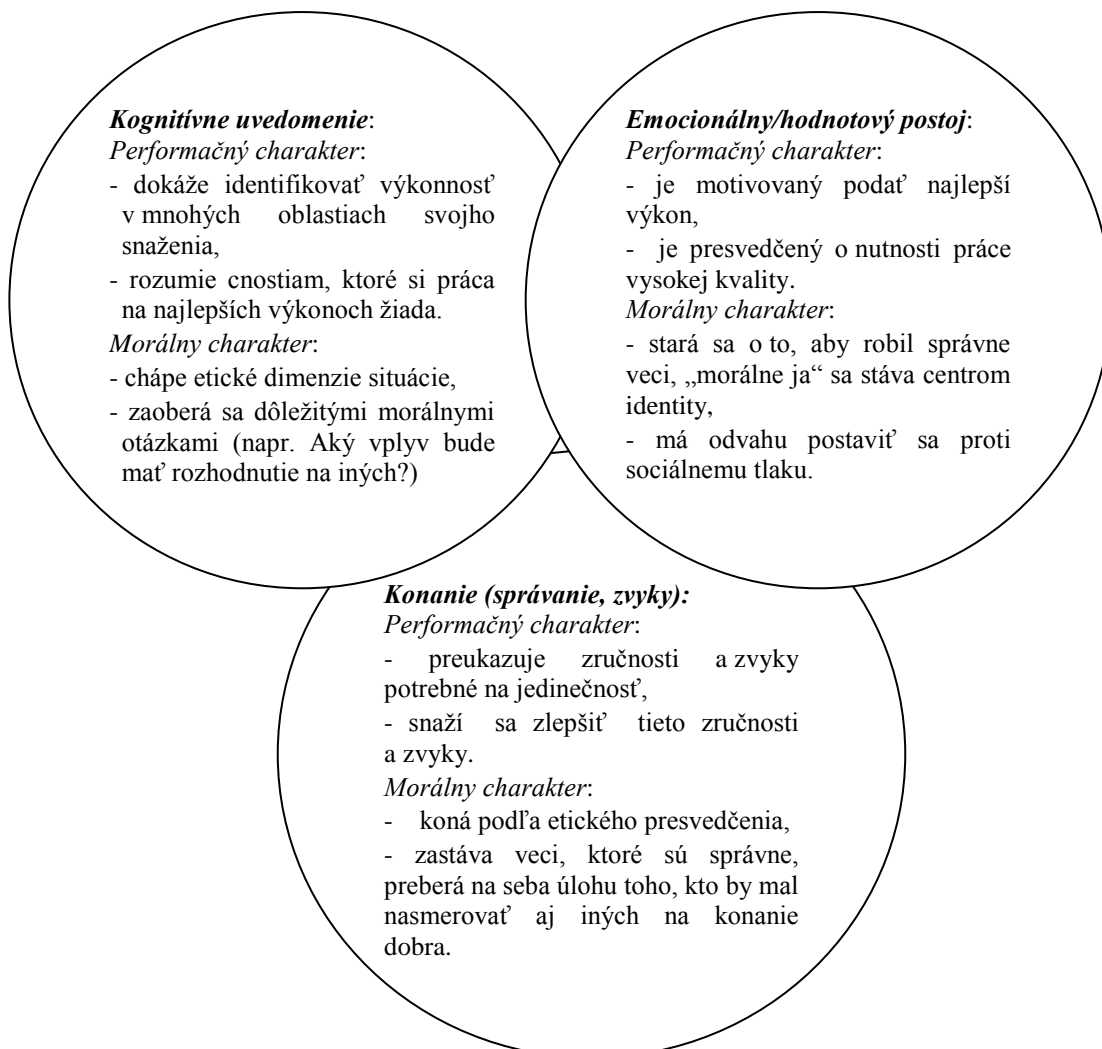 Kognitívne uvedomenie:
Performačný charakter:
- dokáže identifikovať výkonnosť
v mnohých oblastiach svojho
snaženia,
- rozumie cnostiam, ktoré si práca
na najlepších výkonoch žiada.
Morálny charakter:
- chápe etické dimenzie situácie,
- zaoberá sa dôležitými morálnymi
otázkami (napr. Aký vplyv bude
mať rozhodnutie na iných?)
Emocionálny/hodnotový postoj:
Performačný charakter:
- je motivovaný podať najlepší
výkon,
- je presvedčený o nutnosti práce
vysokej kvality.
Morálny charakter:
- stará sa o to, aby robil správne
veci, „morálne ja“ sa stáva centrom
identity,
- má odvahu postaviť sa proti
sociálnemu tlaku.
Konanie (správanie, zvyky):
Performačný charakter:
- preukazuje zručnosti a zvyky
potrebné na jedinečnosť,
- snaží sa zlepšiť tieto zručnosti
a zvyky.
Morálny charakter:
- koná podľa etického presvedčenia,
- zastáva veci, ktoré sú správne,
preberá na seba úlohu toho, kto by mal
nasmerovať aj iných na konanie
dobra.